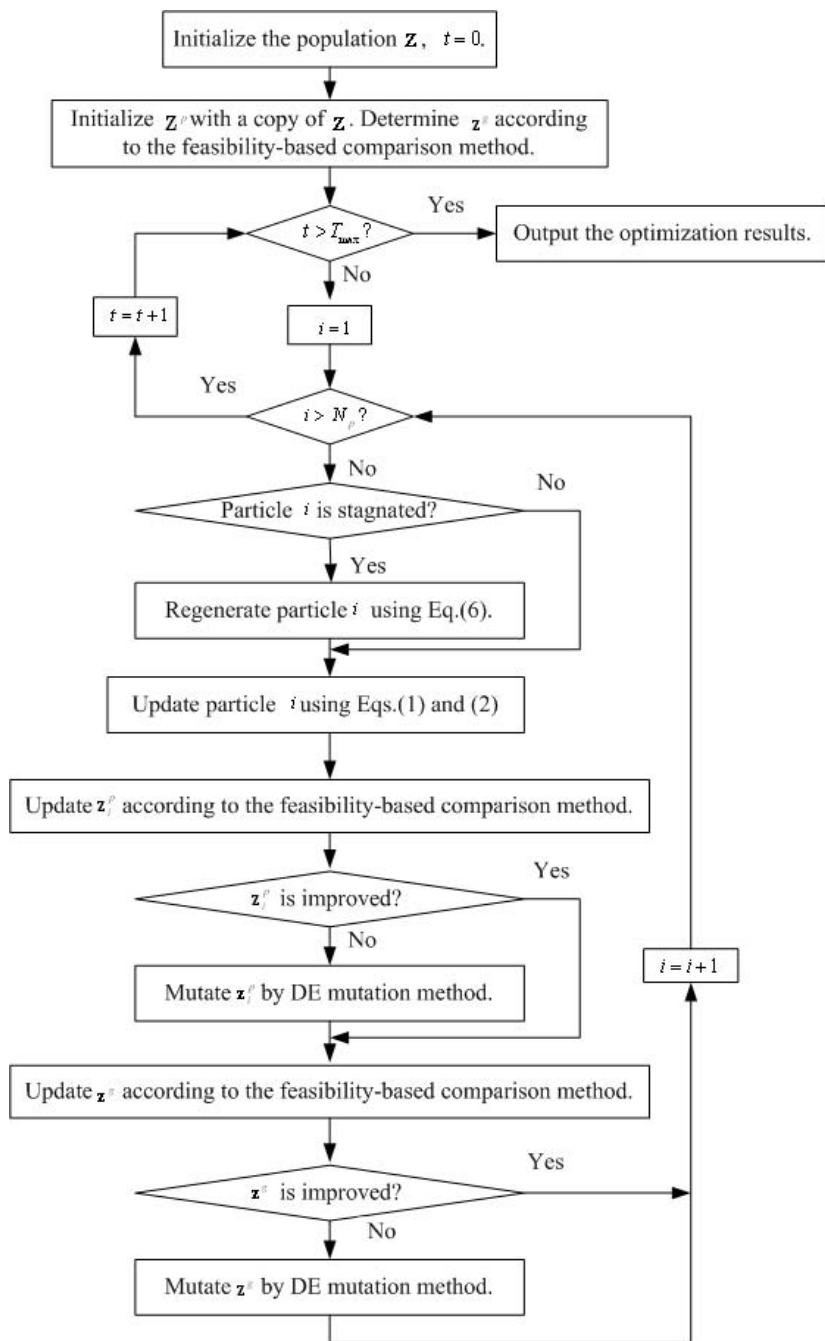 Initialize the population Z, t=0.
Initialize Z^p with a copy of Z. Determine z^g according
to the feasibility-based comparison method.
t > T_max?
Yes
Output the optimization results.
No
t=t+1
i=1
Yes
i > N_p?
No
Particle i is stagnated?
No
Yes
Regenerate particle i using Eq.(6).
Update particle i using Eqs.(1) and (2)
Update z_i^p according to the feasibility-based comparison method.
z_i^p is improved?
Yes
No
i=i+1
Mutate z_i^p by DE mutation method.
Update z^g according to the feasibility-based comparison method.
z^g is improved?
Yes
No
Mutate z^g by DE mutation method.